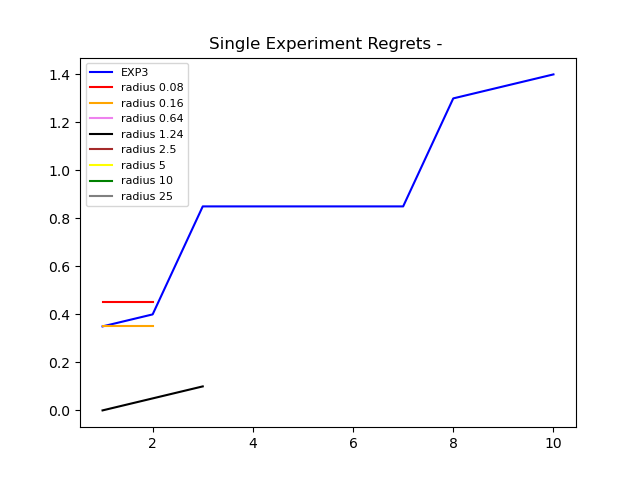 Single Experiment Regrets -
EXP3
radius 0.08
radius 0.16
radius 0.64
radius 1.24
radius 2.5
radius 5
radius 10
radius 25
1.4
1.2
1.0
0.8
0.6
0.4
0.2
0.0
2 4 6 8 10